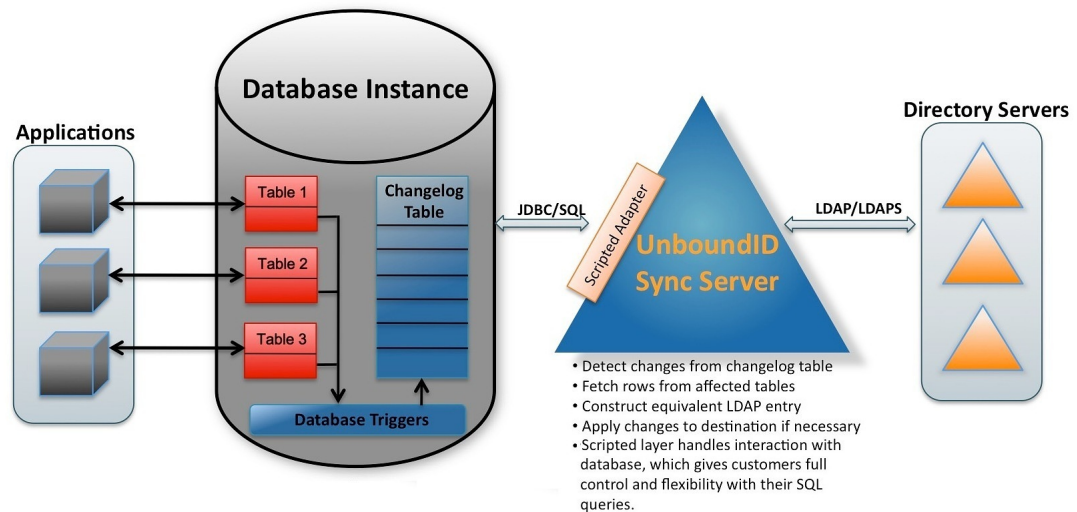 Database Instance
Applications
Directory Servers
Table 1
Changelog
Table
Table 2
Table 3
Database Triggers
JDBC/SQL
Scripted Adapter
UnboundID
Sync Server
LDAP/LDAPS
• Detect changes from changelog table
• Fetch rows from affected tables
• Construct equivalent LDAP entry
• Apply changes to destination if necessary
• Scripted layer handles interaction with
database, which gives customers full
control and flexibility with their SQL
queries.